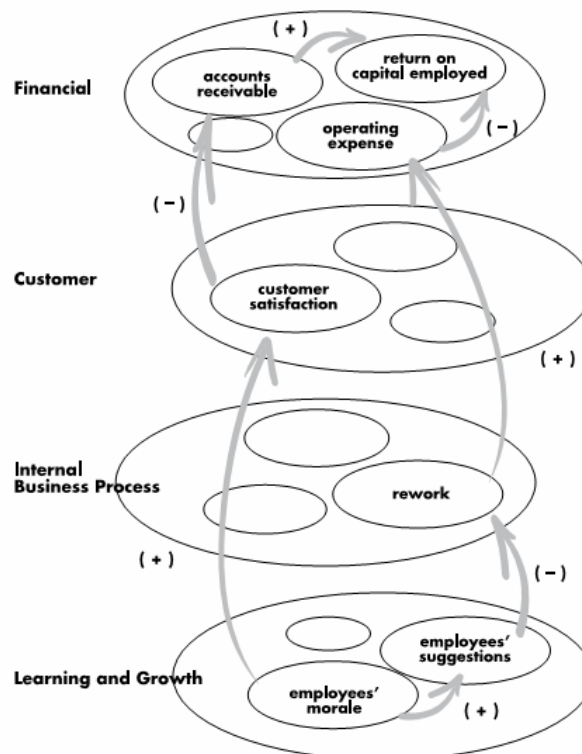 ( + )
Financial
accounts
receivable
return on
capital employed
operating
expense
( – )
( – )
Customer
customer
satisfaction
( + )
Internal
Business Process
rework
( + )
( – )
employees’
suggestions
Learning and Growth
employees’
morale
( + )